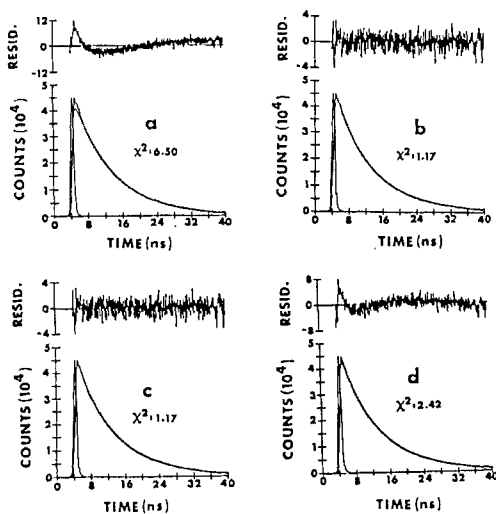 RESID.
12
0
-12
COUNTS (10⁴)
5
4
3
2
1
0
a
χ²:6.50
0 8 16 24 32 40
TIME (ns)
RESID.
4
0
-4
COUNTS (10⁴)
5
4
3
2
1
0
b
χ²:1.17
0 8 16 24 32 40
TIME (ns)
RESID.
4
0
-4
COUNTS (10⁴)
5
4
3
2
1
0
c
χ²:1.17
0 8 16 24 32 40
TIME (ns)
RESID.
8
0
-8
COUNTS (10⁴)
5
4
3
2
1
0
d
χ²:2.42
0 8 16 24 32 40
TIME (ns)